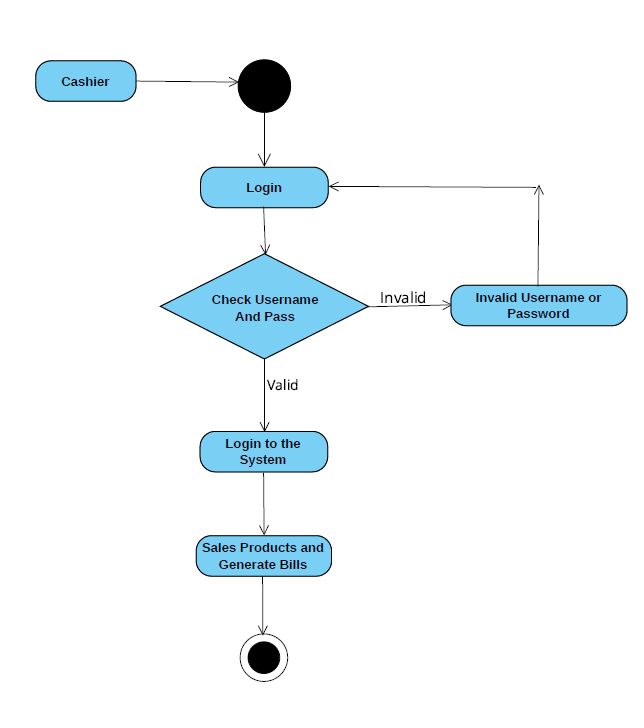 Cashier
Login
Check Username
And Pass
Invalid
Invalid Username or
Password
Valid
Login to the
System
Sales Products and
Generate Bills